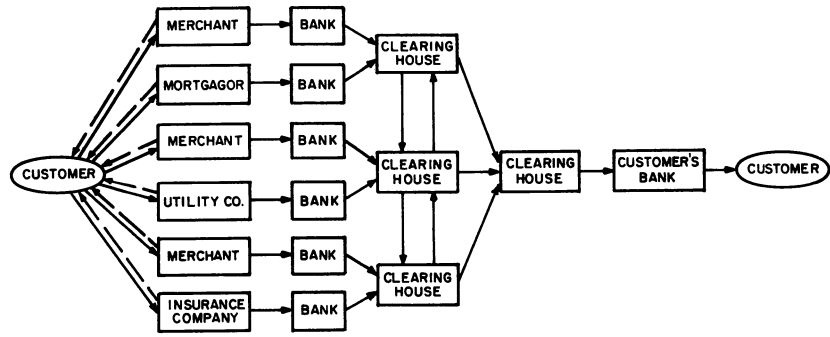 CUSTOMER
MERCHANT
BANK
MORTGAGOR
BANK
MERCHANT
BANK
UTILITY CO.
BANK
MERCHANT
BANK
INSURANCE
COMPANY
BANK
CLEARING
HOUSE
CLEARING
HOUSE
CLEARING
HOUSE
CLEARING
HOUSE
CUSTOMER'S
BANK
CUSTOMER